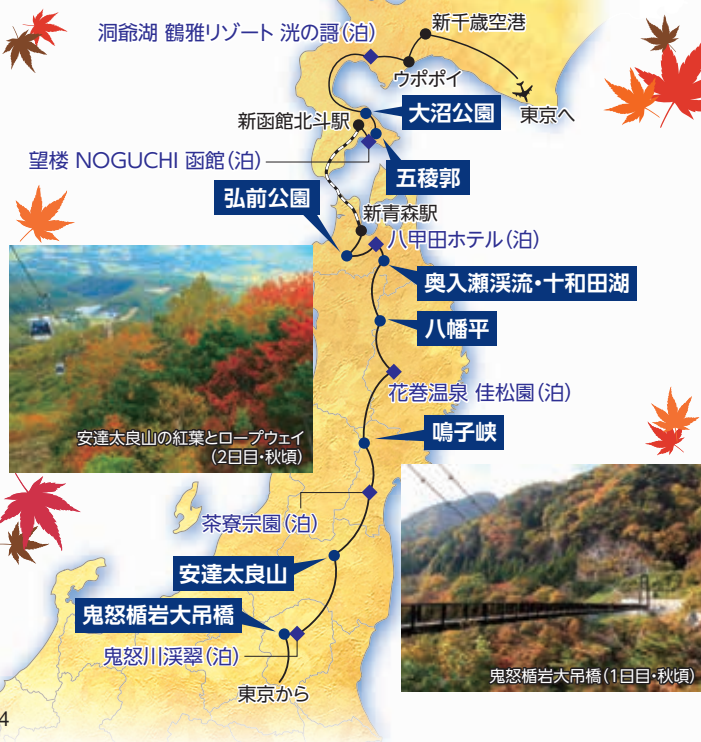 新千歳空港
洞爺湖 鶴雅リゾート 洸の謌(泊)
ウポポイ
東京へ
大沼公園
新函館北斗駅
望楼 NOGUCHI 函館(泊)
五稜郭
弘前公園
新青森駅
八甲田ホテル(泊)
奥入瀬渓流・十和田湖
八幡平
花巻温泉 佳松園(泊)
鳴子峡
安達太良山の紅葉とロープウェイ
(2日目・秋頃)
茶寮宗園(泊)
安達太良山
鬼怒楯岩大吊橋
鬼怒川渓翠(泊)
東京から
鬼怒楯岩大吊橋(1日目・秋頃)
4